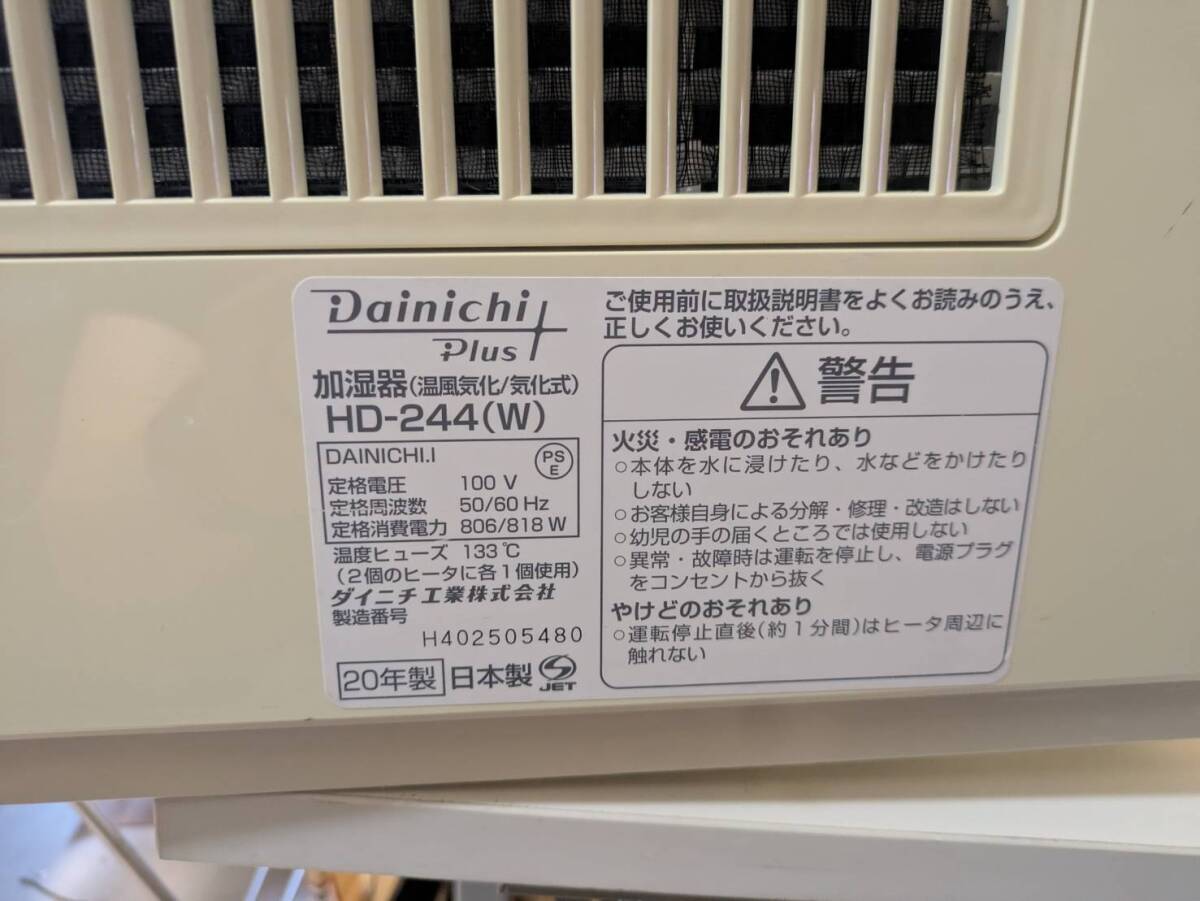 Dainichi
Plus
加湿器(温風気化/気化式)
HD-244(W)
DAINICHI.I
PS
E
定格電圧 100 V
定格周波数 50/60 Hz
定格消費電力 806/818 W
温度ヒューズ 133℃
(2個のヒータに各1個使用)
ダイニチ工業株式会社
製造番号
H402505480
20年製 日本製 JET
ご使用前に取扱説明書をよくお読みのうえ、
正しくお使いください。
警告
火災・感電のおそれあり
○本体を水に浸けたり、水などをかけたり
しない
○お客様自身による分解・修理・改造はしない
○幼児の手の届くところでは使用しない
○異常・故障時は運転を停止し、電源プラグ
をコンセントから抜く
やけどのおそれあり
○運転停止直後(約1分間)はヒータ周辺に
触れない